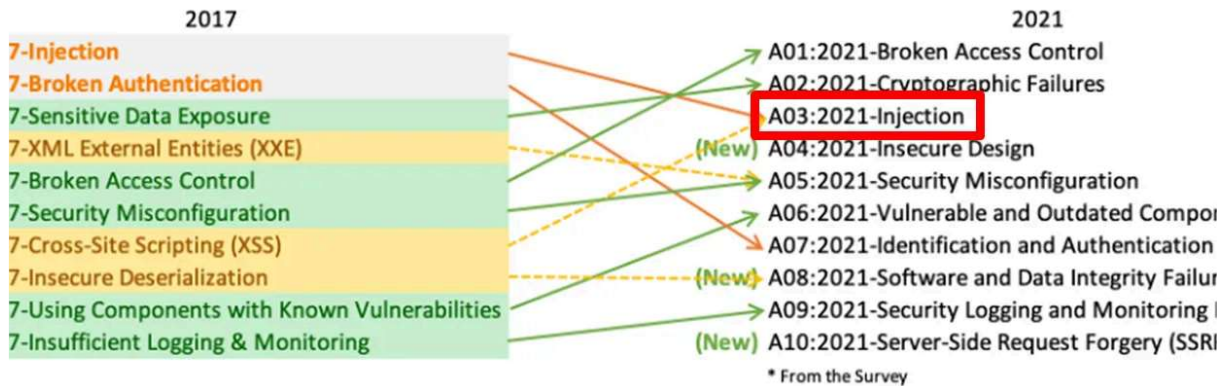 2017
7-Injection
7-Broken Authentication
7-Sensitive Data Exposure
7-XML External Entities (XXE)
7-Broken Access Control
7-Security Misconfiguration
7-Cross-Site Scripting (XSS)
7-Insecure Deserialization
7-Using Components with Known Vulnerabilities
7-Insufficient Logging & Monitoring
2021
A01:2021-Broken Access Control
A02:2021-Cryptographic Failures
A03:2021-Injection
(New) A04:2021-Insecure Design
A05:2021-Security Misconfiguration
A06:2021-Vulnerable and Outdated Compo
A07:2021-Identification and Authentication
(New) A08:2021-Software and Data Integrity Failu
A09:2021-Security Logging and Monitoring
(New) A10:2021-Server-Side Request Forgery (SSR
* From the Survey